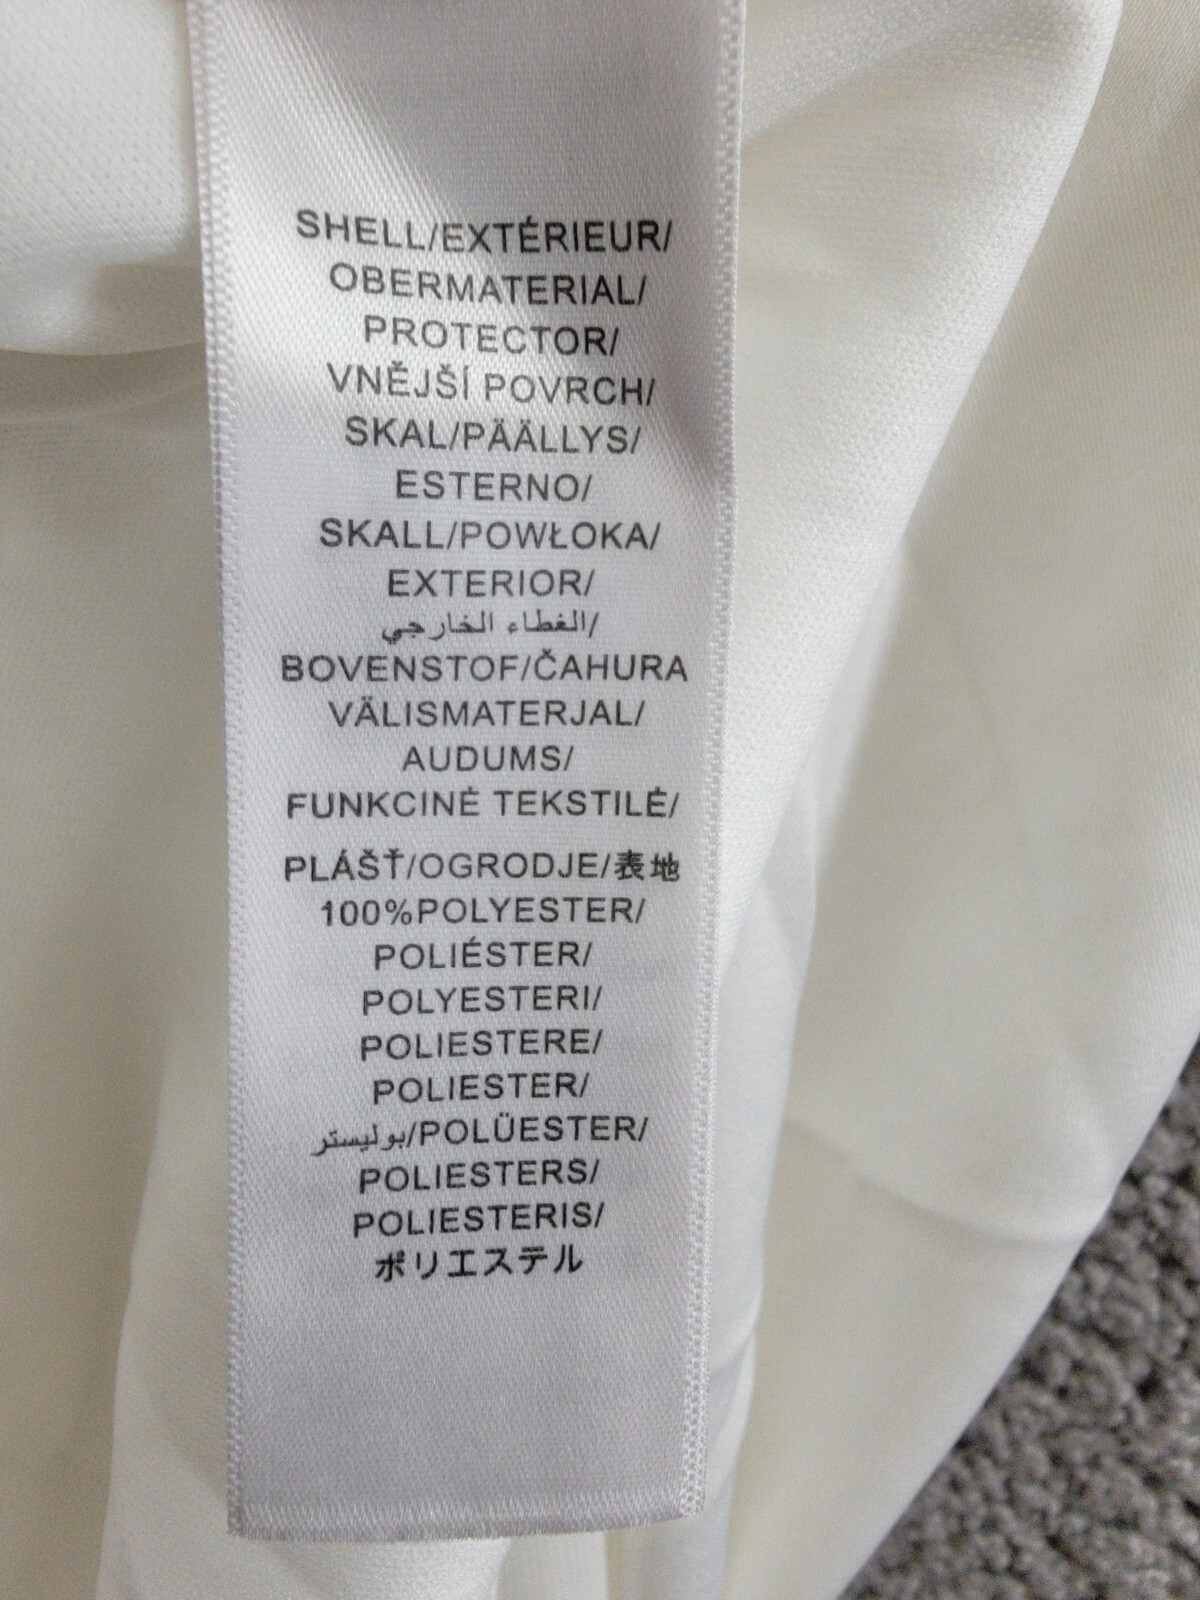 SHELL/EXTÉRIEUR/
OBERMATERIAL/
PROTECTOR/
VNĚJŠÍ POVRCH/
SKAL/PÄÄLLYS/
ESTERNO/
SKALL/POWŁOKA/
EXTERIOR/
الغطاء الخارجي/
BOVENSTOF/ČAHURA
VÄLISMATERJAL/
AUDUMS/
FUNKCINĖ TEKSTILĖ/
PLÁŠŤ/OGRODJE/表地
100%POLYESTER/
POLIÉSTER/
POLYESTERI/
POLIESTERE/
POLIESTER/
بوليستر/POLÜESTER/
POLIESTERS/
POLIESTERIS/
ポリエステル